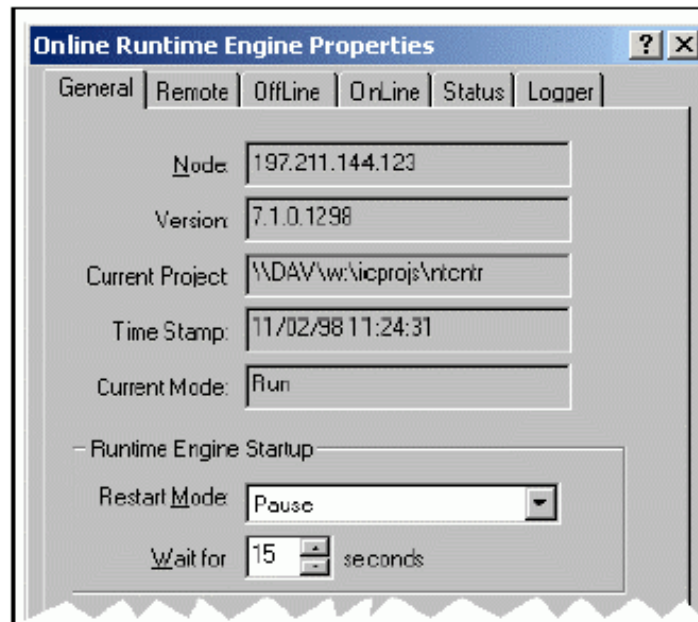 Online Runtime Engine Properties ? X
General Remote OffLine OnLine Status Logger
Node: 197.211.144.123
Version: 7.1.0.1298
Current Project: \\DAV\w:\icprojs\ntcntr
Time Stamp: 11/02/98 11:24:31
Current Mode: Run
Runtime Engine Startup
Restart Mode: Pause
Wait for 15 seconds